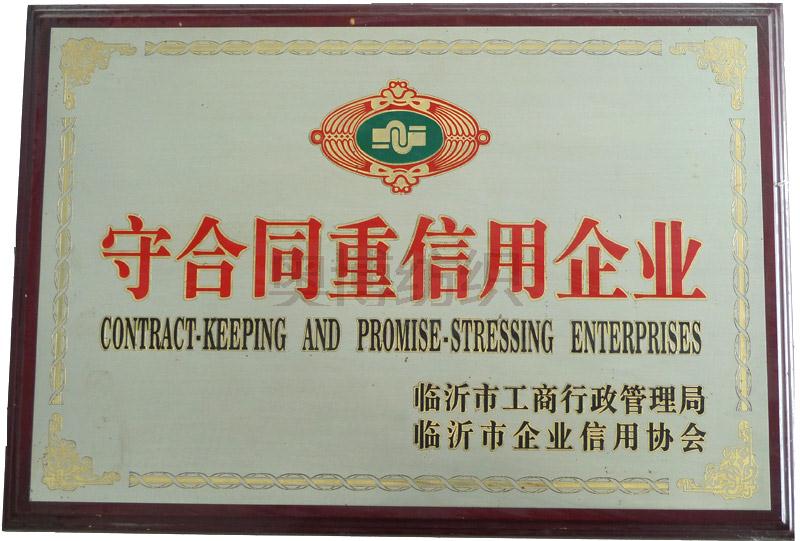 守合同重信用企业
CONTRACT-KEEPING AND PROMISE-STRESSING ENTERPRISES
临沂市工商行政管理局
临沂市企业信用协会